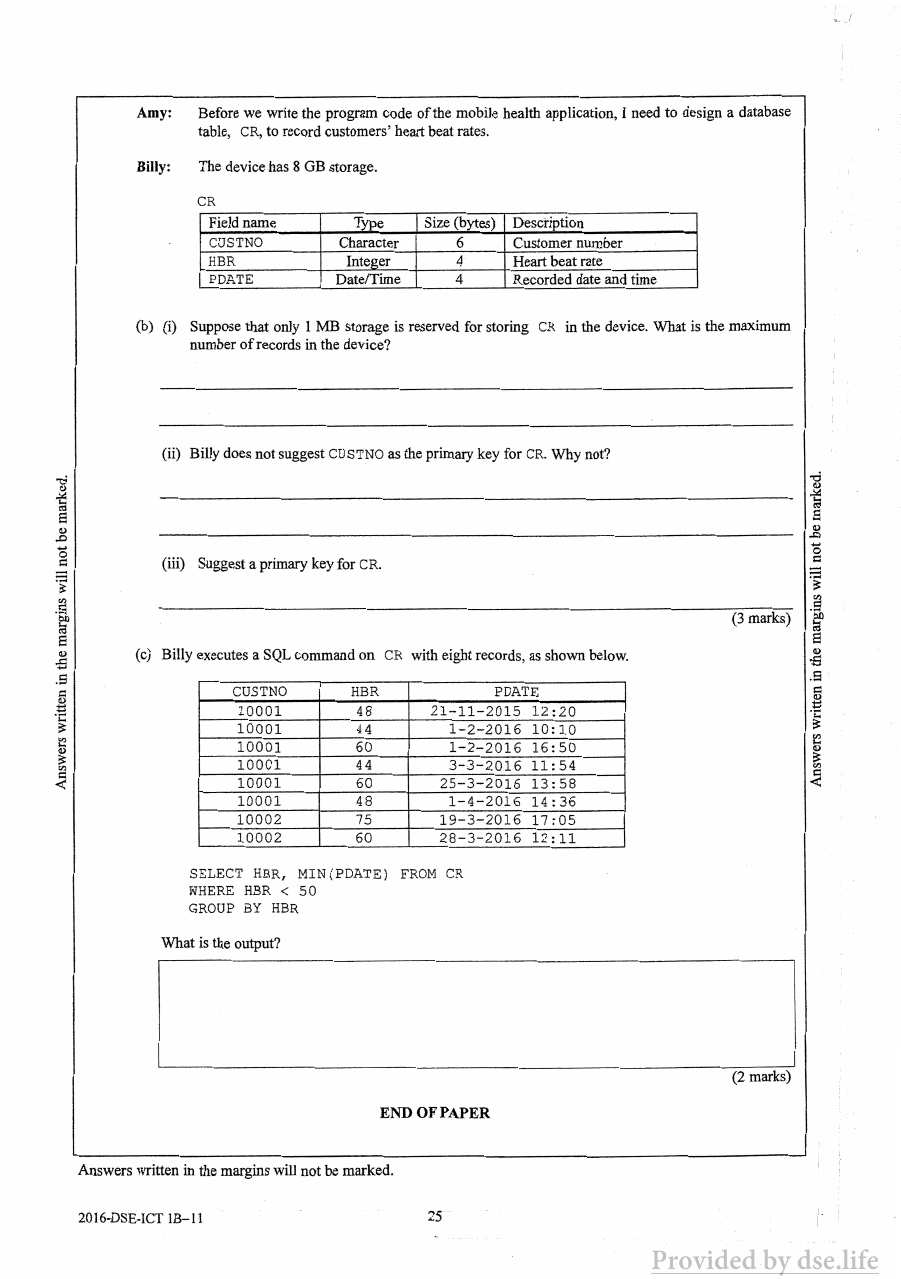 Amy: Before we write the program code of the mobile health application, I need to design a database
table, CR, to record customers' heart beat rates.
Billy: The device has 8 GB storage.
CR
Field name Type Size (bytes) Description
CUSTNO Character 6 Customer number
HBR Integer 4 Heart beat rate
PDATE Date/Time 4 Recorded date and time
(b) (i) Suppose that only 1 MB storage is reserved for storing CR in the device. What is the maximum
number of records in the device?
(ii) Billy does not suggest CUSTNO as the primary key for CR. Why not?
(iii) Suggest a primary key for CR.
(3 marks)
(c) Billy executes a SQL command on CR with eight records, as shown below.
CUSTNO HBR PDATE
10001 48 21-11-2015 12:20
10001 44 1-2-2016 10:10
10001 60 1-2-2016 16:50
10001 44 3-3-2016 11:54
10001 60 25-3-2016 13:58
10001 48 1-4-2016 14:36
10002 75 19-3-2016 17:05
10002 60 28-3-2016 12:11
SELECT HBR, MIN(PDATE) FROM CR
WHERE HBR < 50
GROUP BY HBR
What is the output?
(2 marks)
END OF PAPER
Answers written in the margins will not be marked.
Answers written in the margins will not be marked.
Answers written in the margins will not be marked.
2016-DSE-ICT 1B–11 25
Provided by dse.life